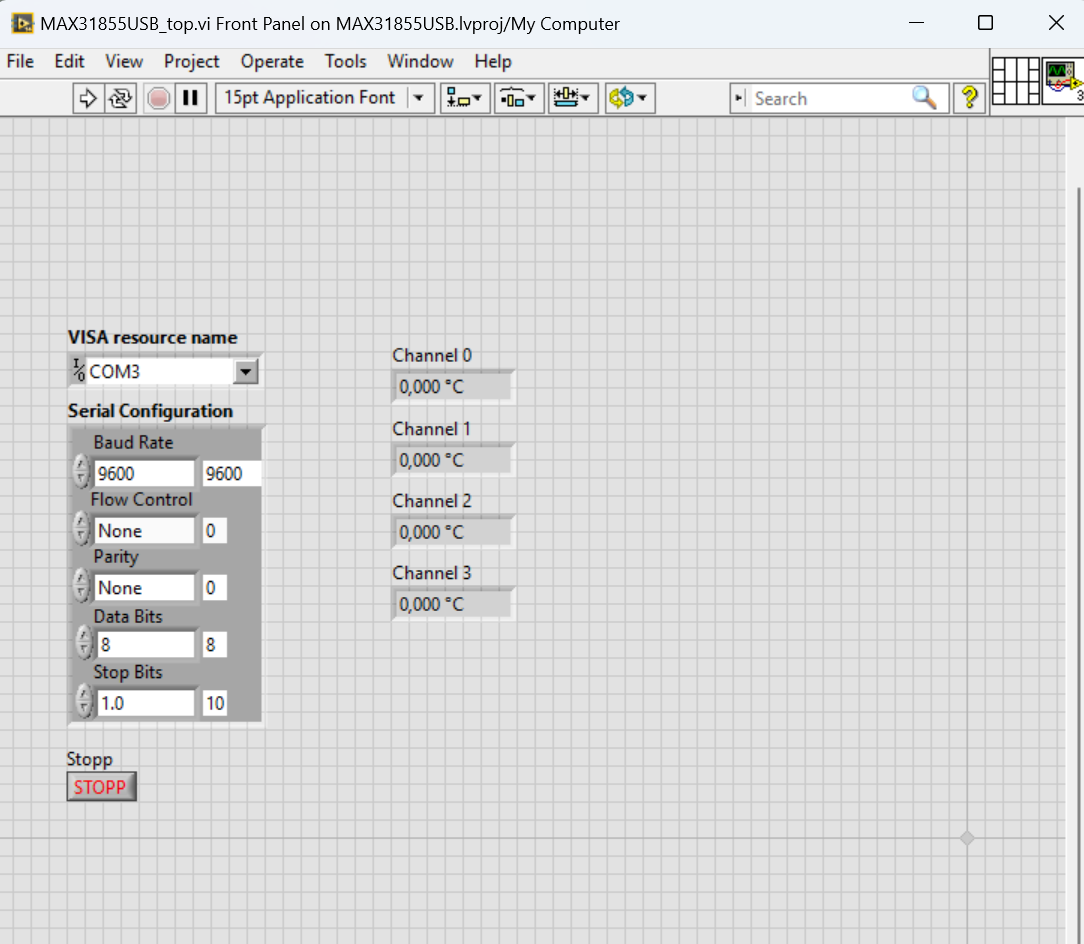 MAX31855USB_top.vi Front Panel on MAX31855USB.lvproj/My Computer
File Edit View Project Operate Tools Window Help
15pt Application Font
Search
?
3
VISA resource name
I/O COM3
Serial Configuration
Baud Rate
9600 9600
Flow Control
None 0
Parity
None 0
Data Bits
8 8
Stop Bits
1.0 10
Stopp
STOPP
Channel 0
0,000 °C
Channel 1
0,000 °C
Channel 2
0,000 °C
Channel 3
0,000 °C